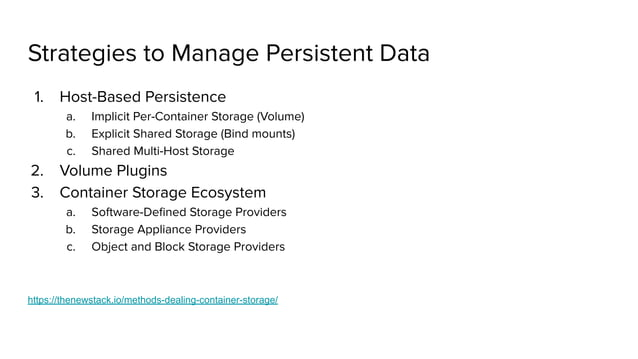 Strategies to Manage Persistent Data
1. Host-Based Persistence
a. Implicit Per-Container Storage (Volume)
b. Explicit Shared Storage (Bind mounts)
c. Shared Multi-Host Storage
2. Volume Plugins
3. Container Storage Ecosystem
a. Software-Defined Storage Providers
b. Storage Appliance Providers
c. Object and Block Storage Providers
https://thenewstack.io/methods-dealing-container-storage/